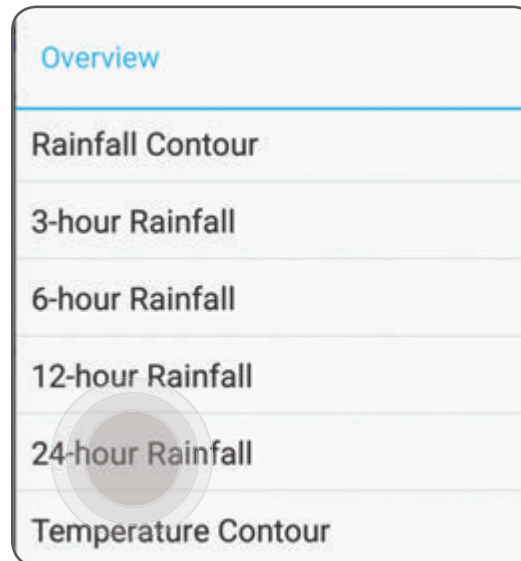 Overview
Rainfall Contour
3-hour Rainfall
6-hour Rainfall
12-hour Rainfall
24-hour Rainfall
Temperature Contour